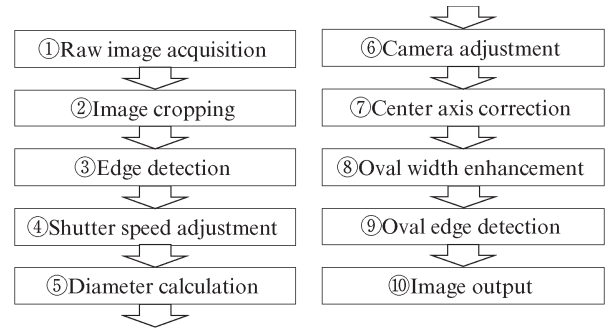 ①Raw image acquisition
②Image cropping
③Edge detection
④Shutter speed adjustment
⑤Diameter calculation
⑥Camera adjustment
⑦Center axis correction
⑧Oval width enhancement
⑨Oval edge detection
⑩Image output